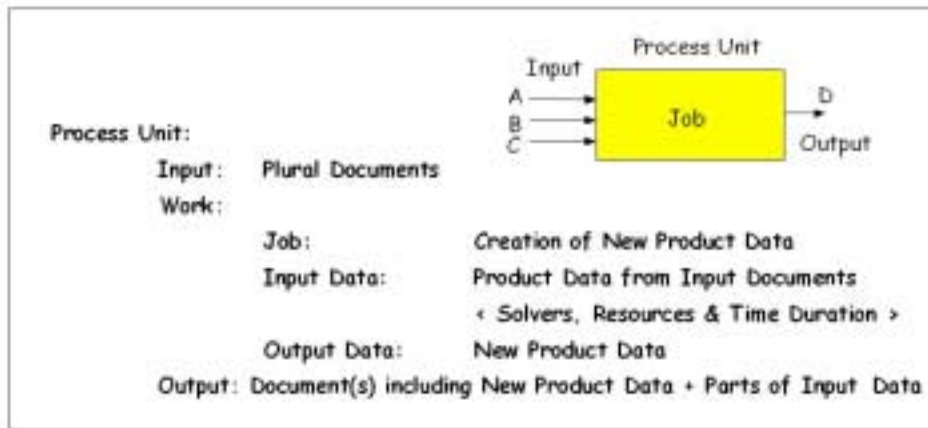 Process Unit
Input
A
B
C
Job
D
Output
Process Unit:
Input: Plural Documents
Work:
Job: Creation of New Product Data
Input Data: Product Data from Input Documents
< Solvers, Resources & Time Duration >
Output Data: New Product Data
Output: Document(s) including New Product Data + Parts of Input Data